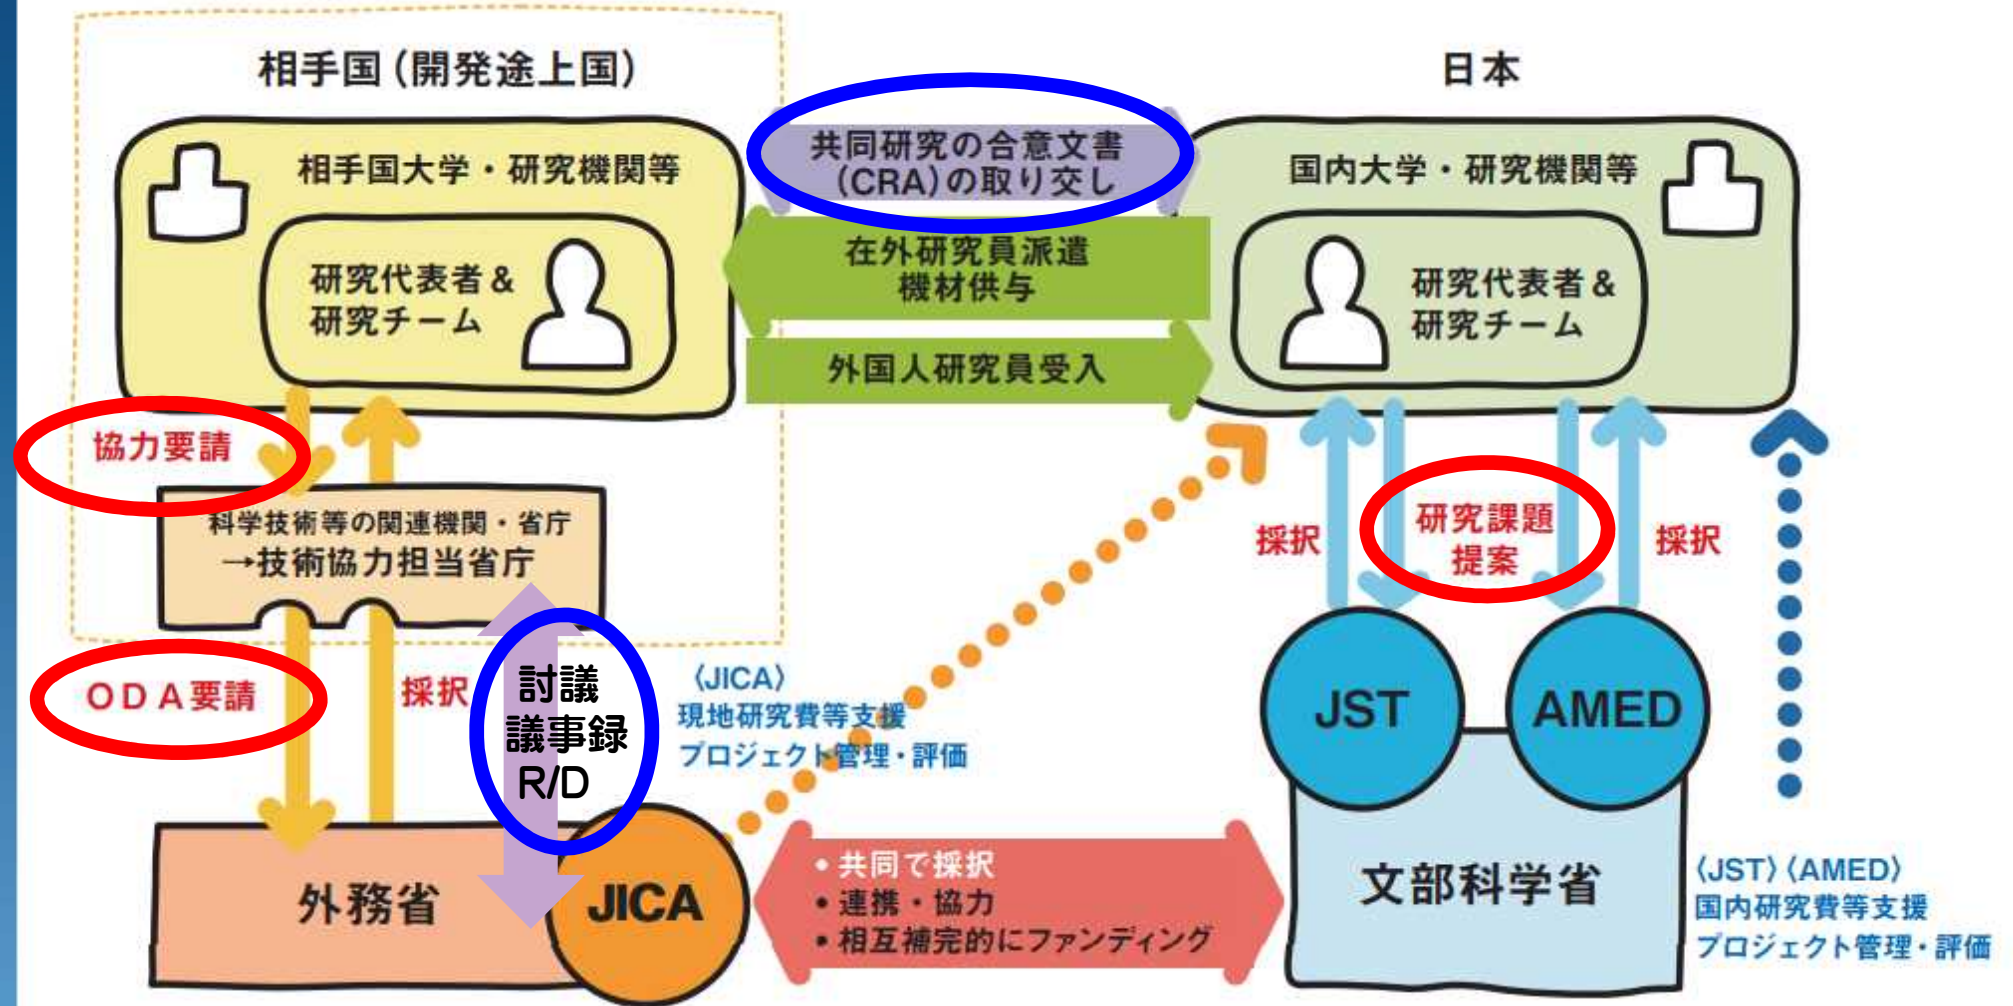 相手国（開発途上国）
日本
相手国大学・研究機関等
研究代表者＆
研究チーム
共同研究の合意文書
（CRA）の取り交し
在外研究員派遣
機材供与
外国人研究員受入
国内大学・研究機関等
研究代表者＆
研究チーム
協力要請
科学技術等の関連機関・省庁
→技術協力担当省庁
採択
研究課題
提案
採択
ＯＤＡ要請
採択
討議
議事録
R/D
〈JICA〉
現地研究費等支援
プロジェクト管理・評価
JST
AMED
外務省
JICA
•共同で採択
•連携・協力
•相互補完的にファンディング
文部科学省
〈JST〉〈AMED〉
国内研究費等支援
プロジェクト管理・評価